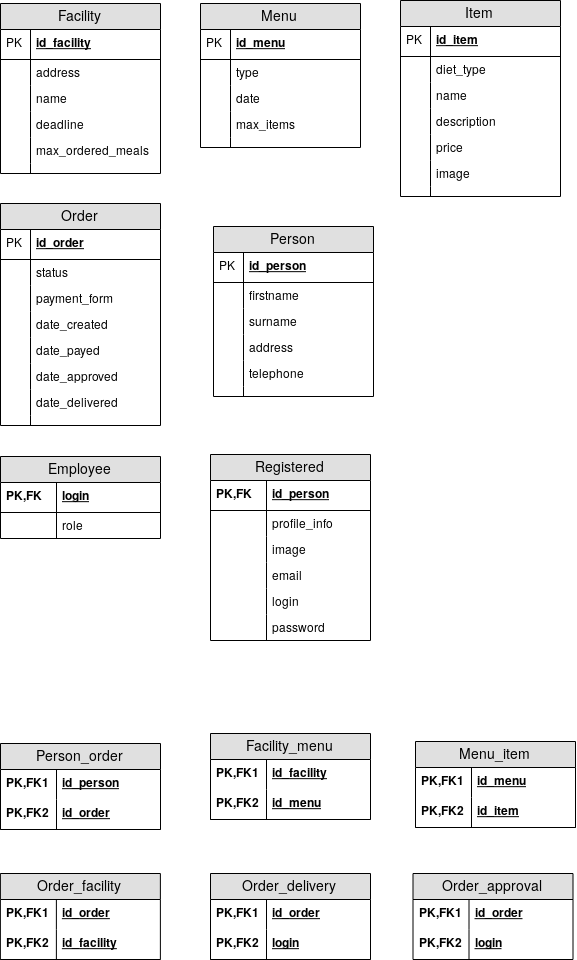 Facility
PK id_facility
address
name
deadline
max_ordered_meals
Menu
PK id_menu
type
date
max_items
Item
PK id_item
diet_type
name
description
price
image
Order
PK id_order
status
payment_form
date_created
date_payed
date_approved
date_delivered
Person
PK id_person
firstname
surname
address
telephone
Employee
PK,FK login
role
Registered
PK,FK id_person
profile_info
image
email
login
password
Person_order
PK,FK1 id_person
PK,FK2 id_order
Facility_menu
PK,FK1 id_facility
PK,FK2 id_menu
Menu_item
PK,FK1 id_menu
PK,FK2 id_item
Order_facility
PK,FK1 id_order
PK,FK2 id_facility
Order_delivery
PK,FK1 id_order
PK,FK2 login
Order_approval
PK,FK1 id_order
PK,FK2 login